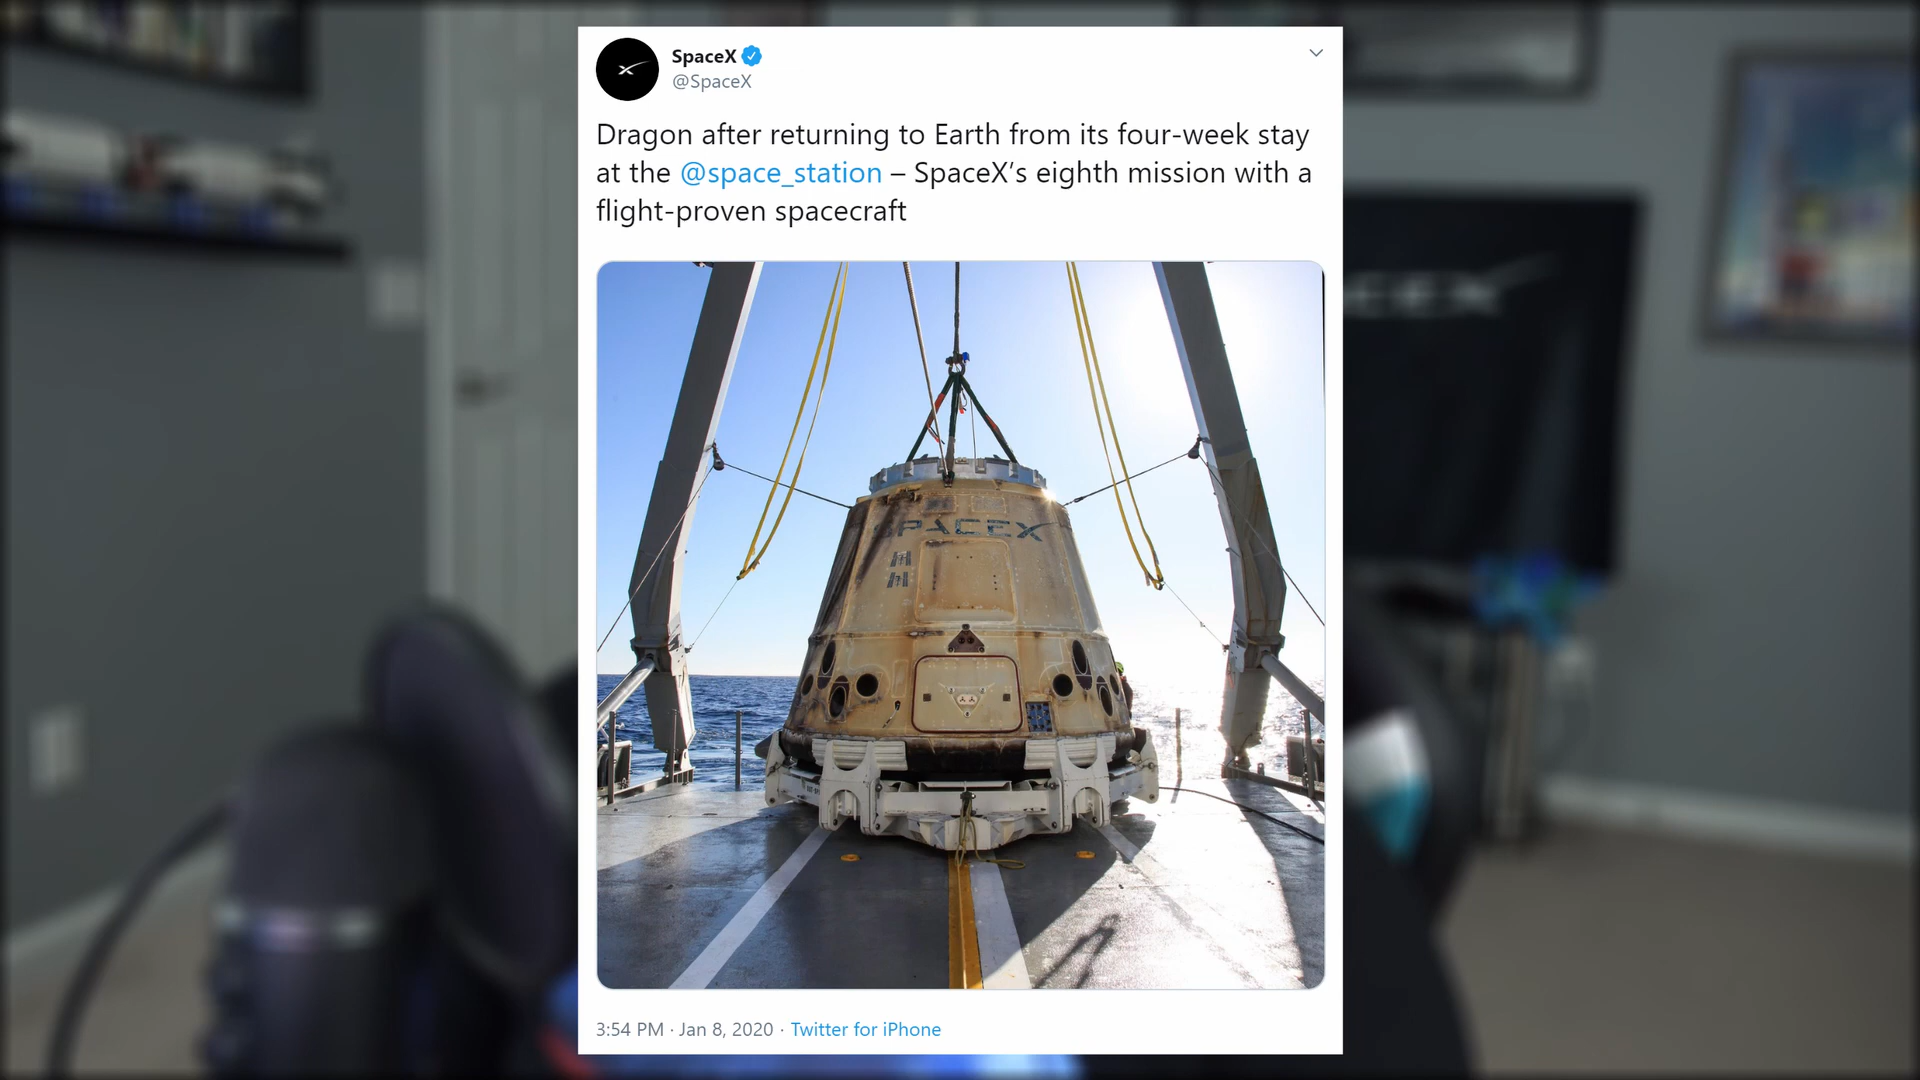 SpaceX
@SpaceX
Dragon after returning to Earth from its four-week stay
at the @space_station – SpaceX’s eighth mission with a
flight-proven spacecraft
SPACEX
3:54 PM · Jan 8, 2020 · Twitter for iPhone